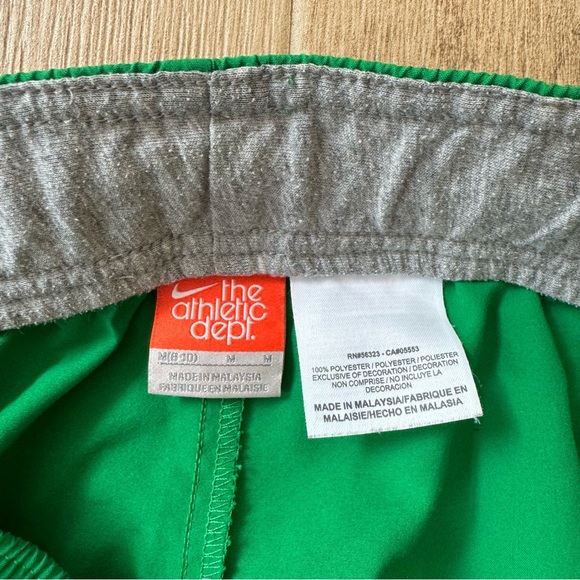 the
athletic
dept.
M(8-10) M M
MADE IN MALAYSIA
FABRIQUE EN MALAISIE
RN#56323 - CA#05553
100% POLYESTER / POLYESTER / POLIESTER
EXCLUSIVE OF DECORATION / DECORATION
NON COMPRISE / NO INCLUYE LA
DECORACION
MADE IN MALAYSIA/FABRIQUE EN
MALAISIE/HECHO EN MALASIA